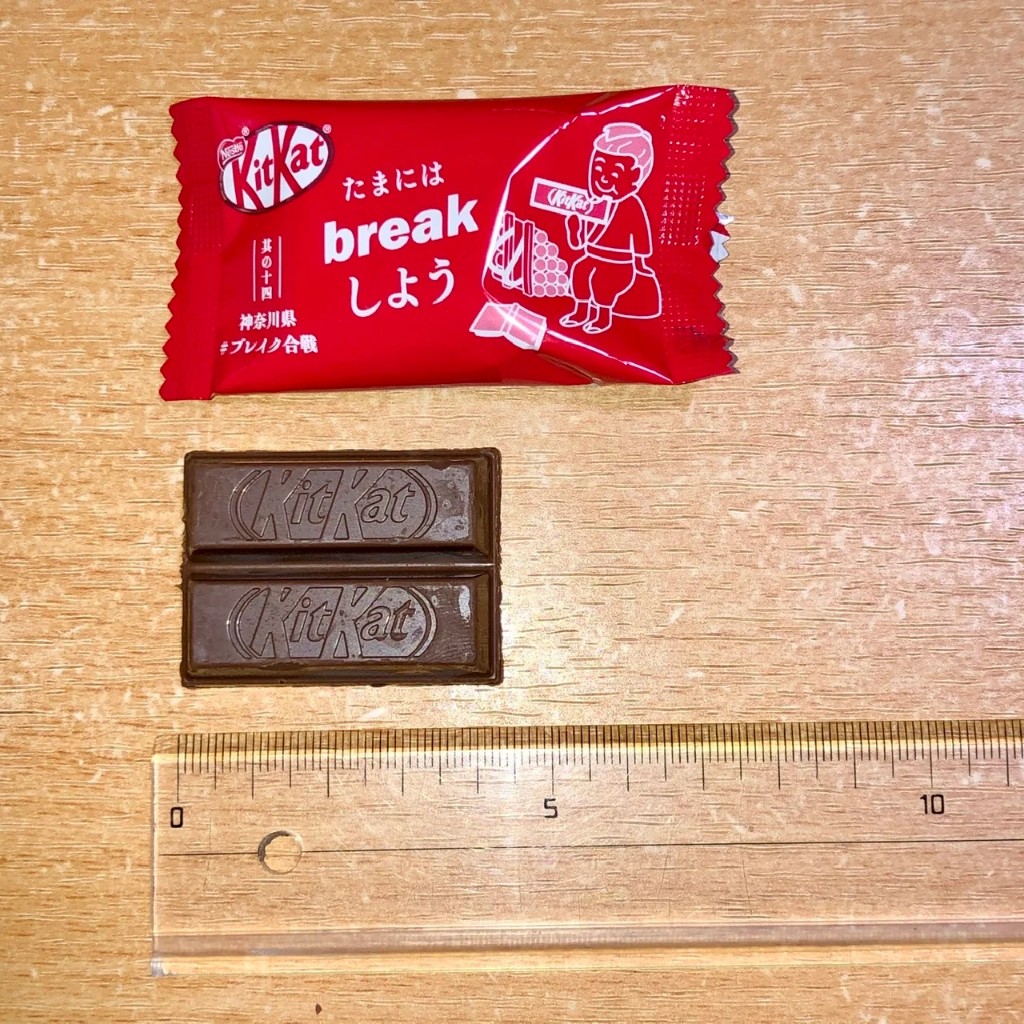 Nestlé
KitKat
たまには
break
しよう
其の十四
神奈川県
#ブレイク合戦
KitKat
KitKat
KitKat
0 5 10